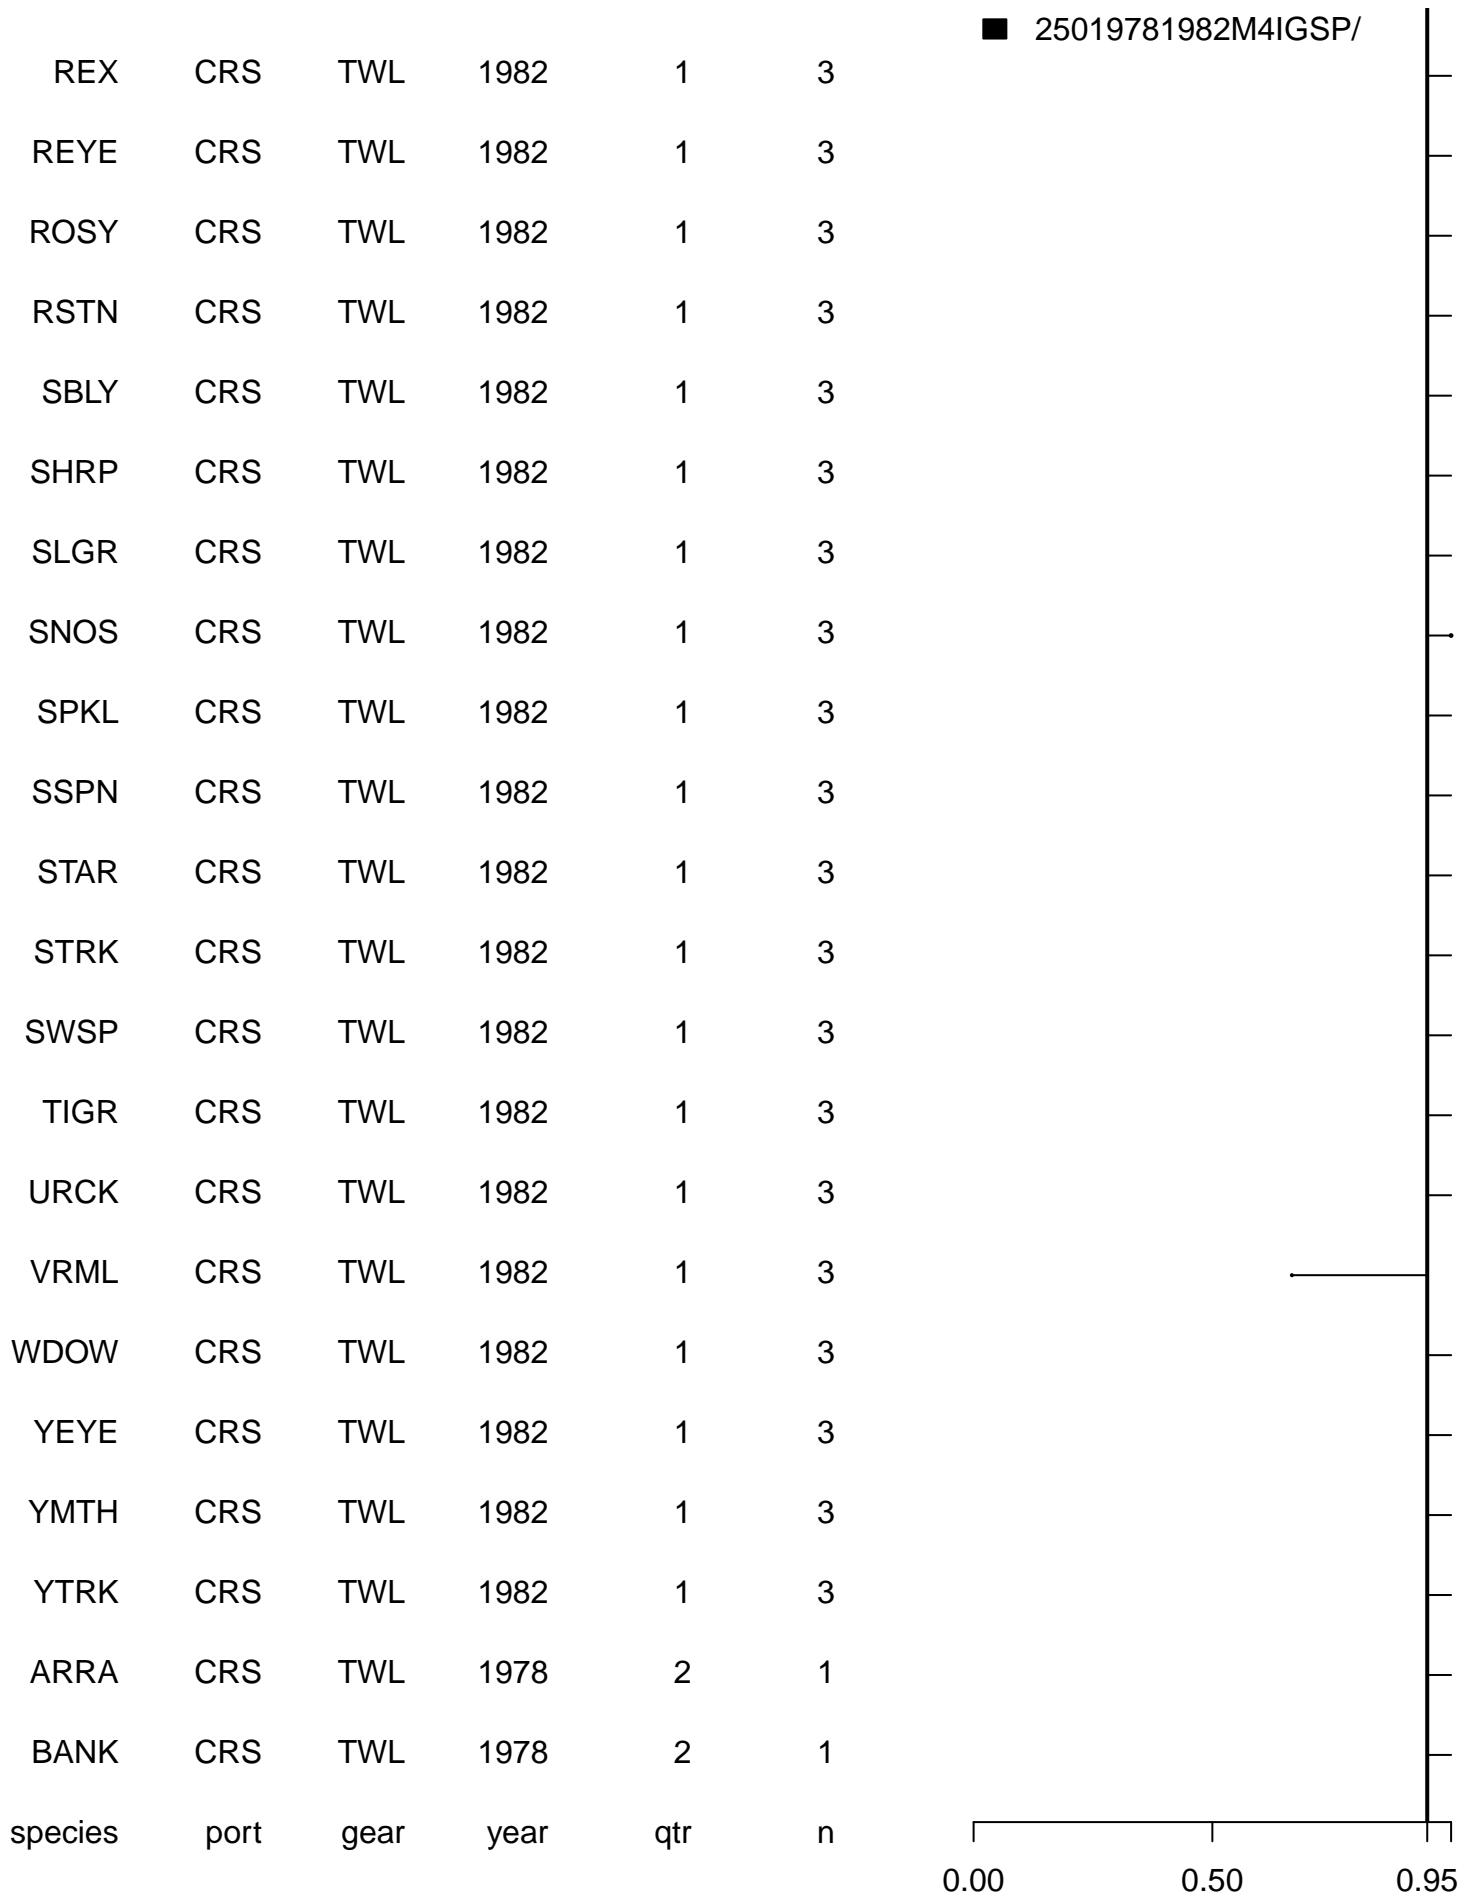 25019781982M4IGSP/
REX CRS TWL 1982 1 3
REYE CRS TWL 1982 1 3
ROSY CRS TWL 1982 1 3
RSTN CRS TWL 1982 1 3
SBLY CRS TWL 1982 1 3
SHRP CRS TWL 1982 1 3
SLGR CRS TWL 1982 1 3
SNOS CRS TWL 1982 1 3
SPKL CRS TWL 1982 1 3
SSPN CRS TWL 1982 1 3
STAR CRS TWL 1982 1 3
STRK CRS TWL 1982 1 3
SWSP CRS TWL 1982 1 3
TIGR CRS TWL 1982 1 3
URCK CRS TWL 1982 1 3
VRML CRS TWL 1982 1 3
WDOW CRS TWL 1982 1 3
YEYE CRS TWL 1982 1 3
YMTH CRS TWL 1982 1 3
YTRK CRS TWL 1982 1 3
ARRA CRS TWL 1978 2 1
BANK CRS TWL 1978 2 1
species port gear year qtr n
0.00 0.50 0.95